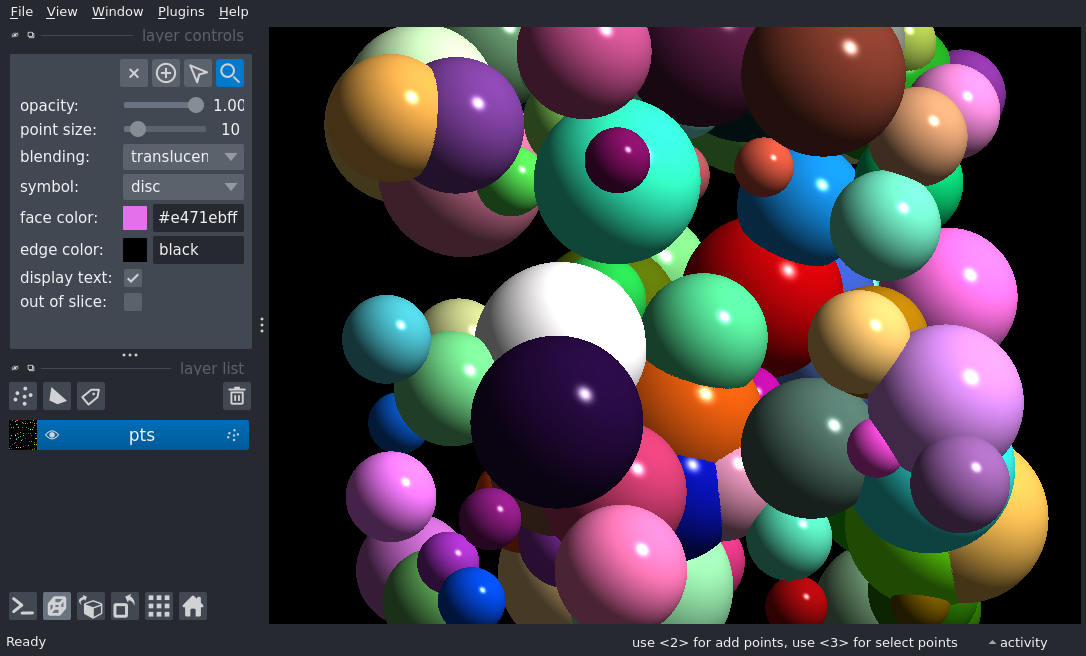 File View Window Plugins Help
layer controls
opacity: 1.00
point size: 10
blending: translucen
symbol: disc
face color: #e471ebff
edge color: black
display text:
out of slice:
layer list
pts
Ready
use <2> for add points, use <3> for select points
activity